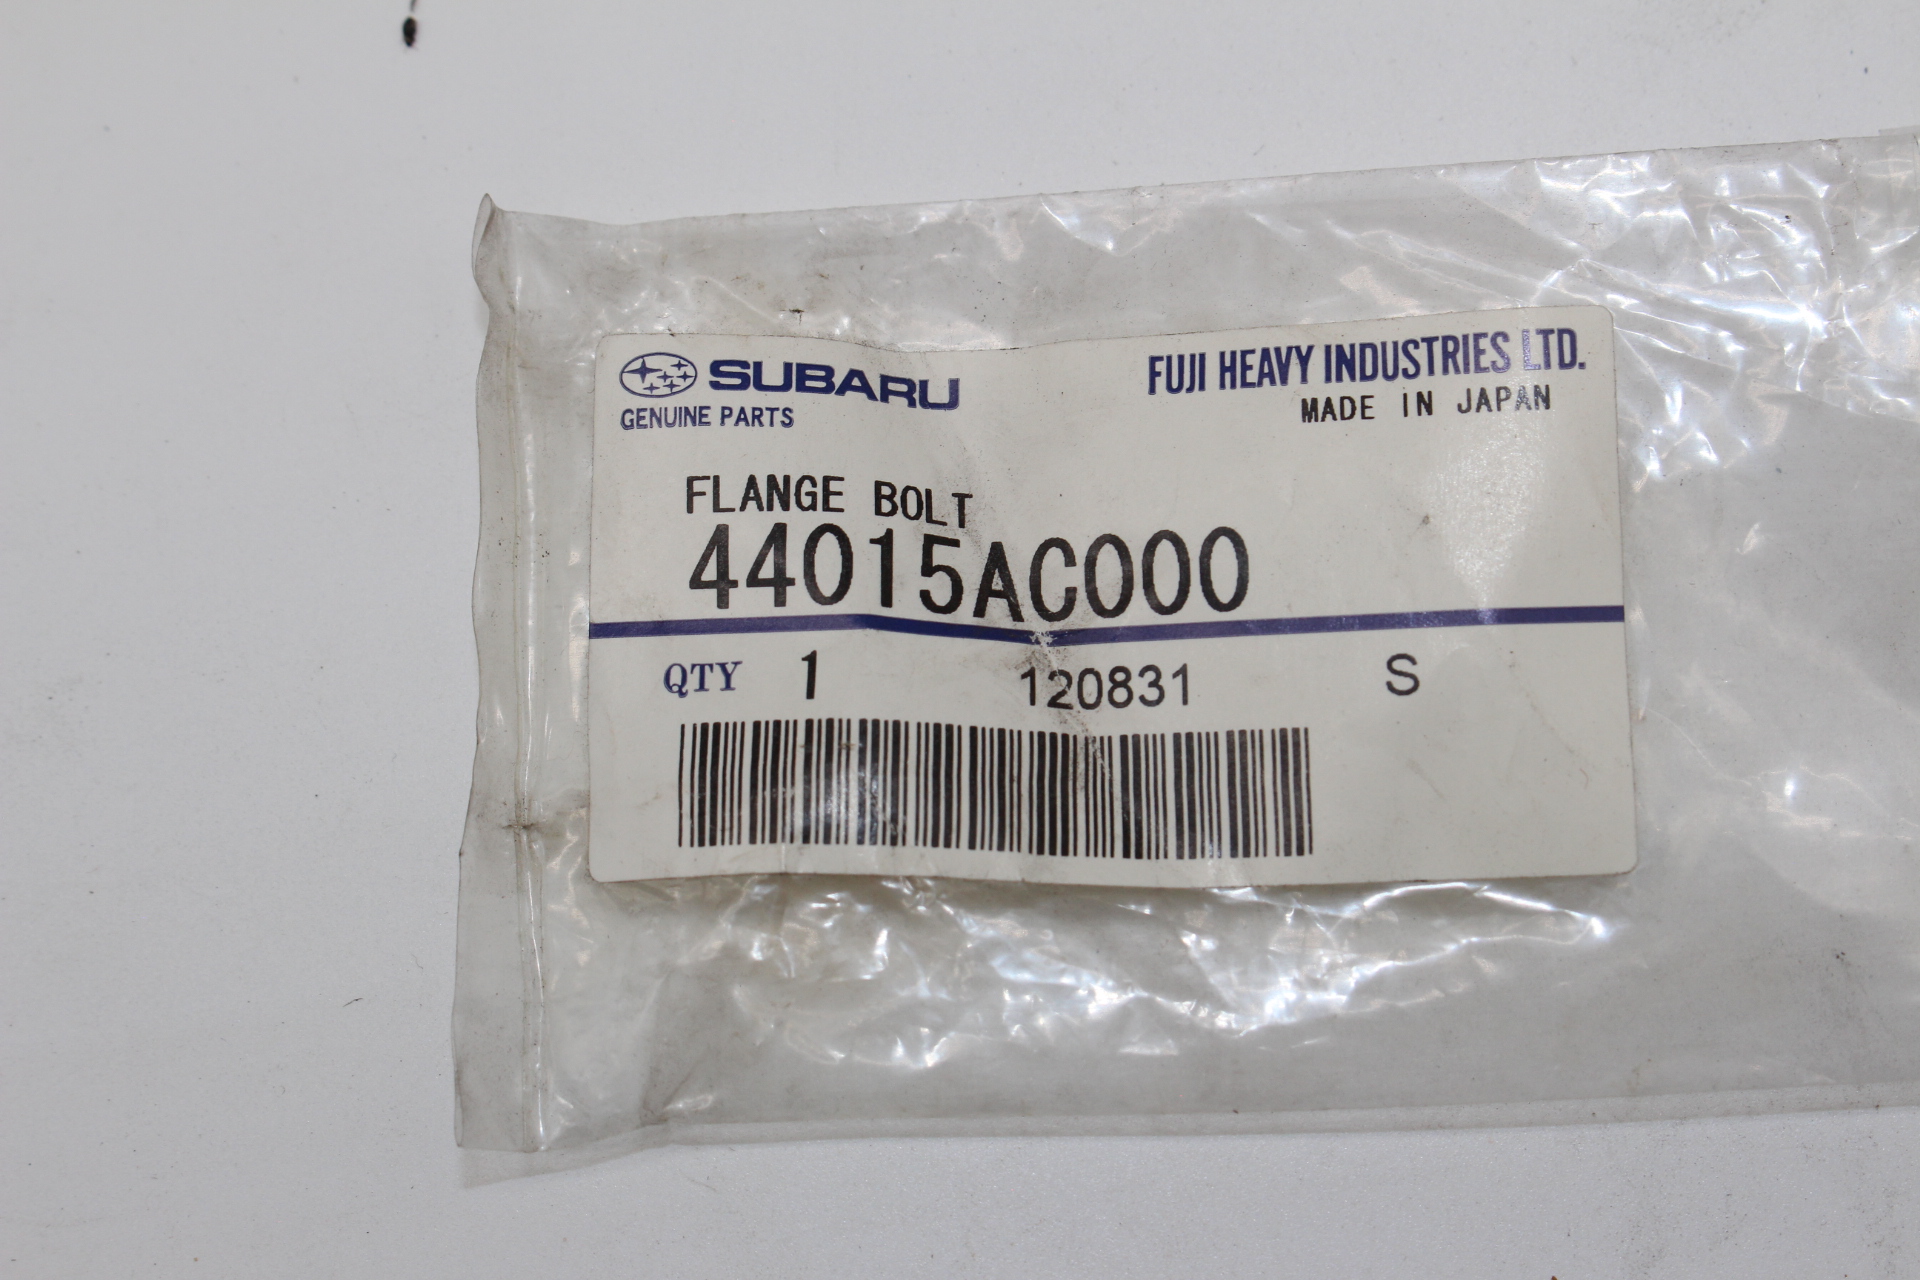 SUBARU
GENUINE PARTS
FUJI HEAVY INDUSTRIES LTD.
MADE IN JAPAN
FLANGE BOLT
44015AC000
QTY 1 120831 S